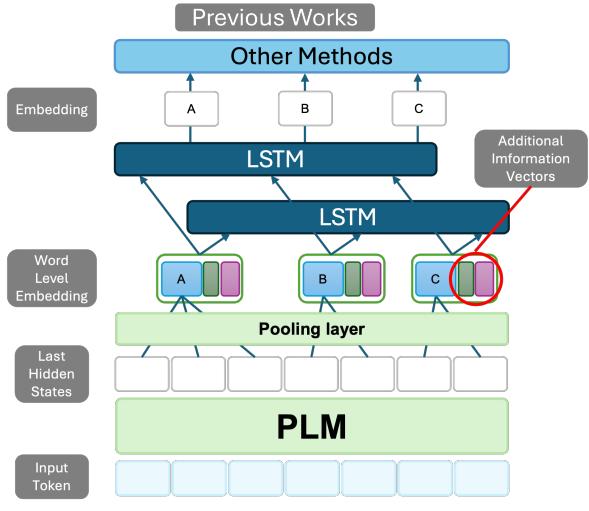 Previous Works
Other Methods
Embedding
A
B
C
LSTM
Additional
Imformation
Vectors
LSTM
Word
Level
Embedding
A
B
C
Pooling layer
Last
Hidden
States
PLM
Input
Token